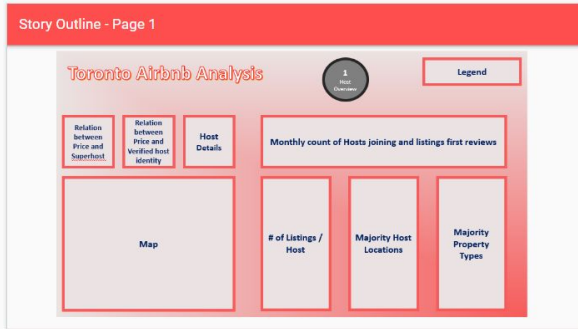 Story Outline - Page 1
Toronto Airbnb Analysis
1
Host
Overview
Legend
Relation
between
Price and
Superhost
Relation
between
Price and
Verified host
identity
Host
Details
Monthly count of Hosts joining and listings first reviews
Map
# of Listings /
Host
Majority Host
Locations
Majority
Property
Types